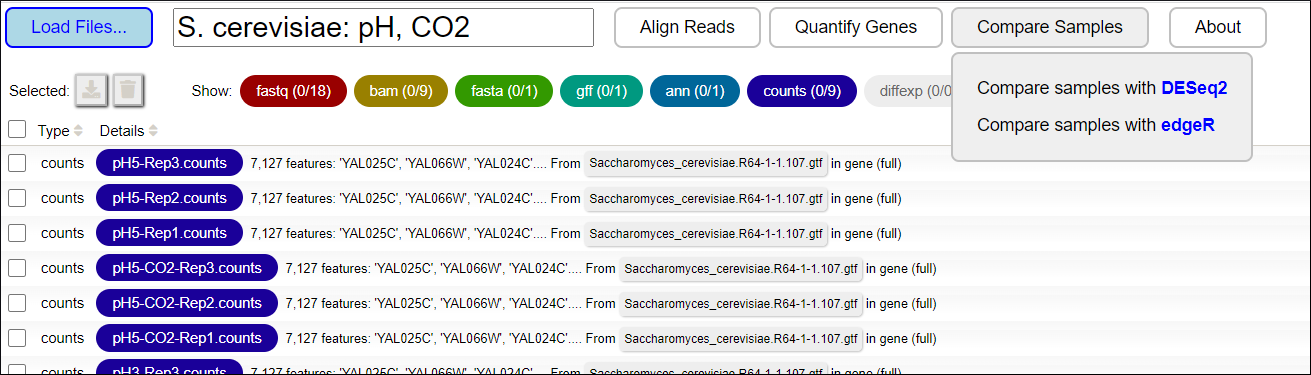 Load Files... S. cerevisiae: pH, CO2 Align Reads Quantify Genes Compare Samples About
Compare samples with DESeq2
Compare samples with edgeR
Selected: Show: fastq (0/18) bam (0/9) fasta (0/1) gff (0/1) ann (0/1) counts (0/9) diffexp (0/0
Type Details
counts pH5-Rep3.counts 7,127 features: 'YAL025C', 'YAL066W', 'YAL024C'.... From Saccharomyces_cerevisiae.R64-1-1.107.gtf in gene (full)
counts pH5-Rep2.counts 7,127 features: 'YAL025C', 'YAL066W', 'YAL024C'.... From Saccharomyces_cerevisiae.R64-1-1.107.gtf in gene (full)
counts pH5-Rep1.counts 7,127 features: 'YAL025C', 'YAL066W', 'YAL024C'.... From Saccharomyces_cerevisiae.R64-1-1.107.gtf in gene (full)
counts pH5-CO2-Rep3.counts 7,127 features: 'YAL025C', 'YAL066W', 'YAL024C'.... From Saccharomyces_cerevisiae.R64-1-1.107.gtf in gene (full)
counts pH5-CO2-Rep2.counts 7,127 features: 'YAL025C', 'YAL066W', 'YAL024C'.... From Saccharomyces_cerevisiae.R64-1-1.107.gtf in gene (full)
counts pH5-CO2-Rep1.counts 7,127 features: 'YAL025C', 'YAL066W', 'YAL024C'.... From Saccharomyces_cerevisiae.R64-1-1.107.gtf in gene (full)
counts pH3-Rep3.counts 7,127 features: 'YAL025C', 'YAL066W', 'YAL024C'.... From Saccharomyces_cerevisiae.R64-1-1.107.gtf in gene (full)